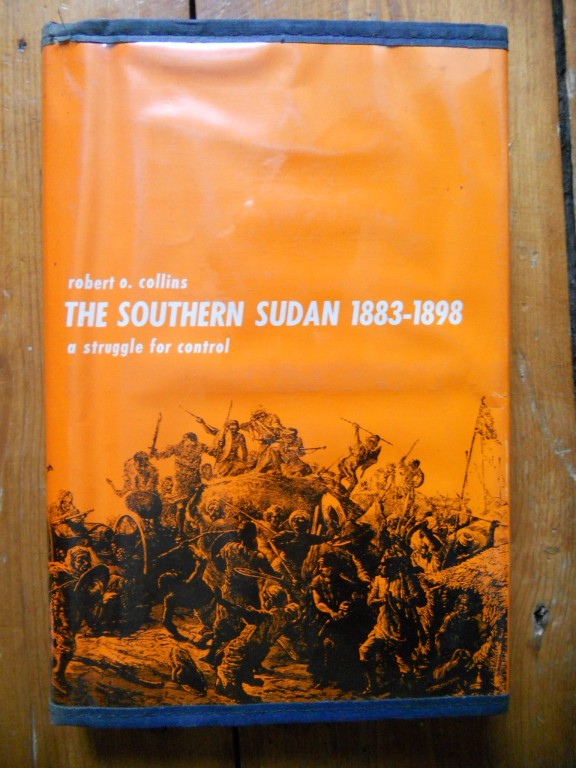 robert o. collins
THE SOUTHERN SUDAN 1883-1898
a struggle for control